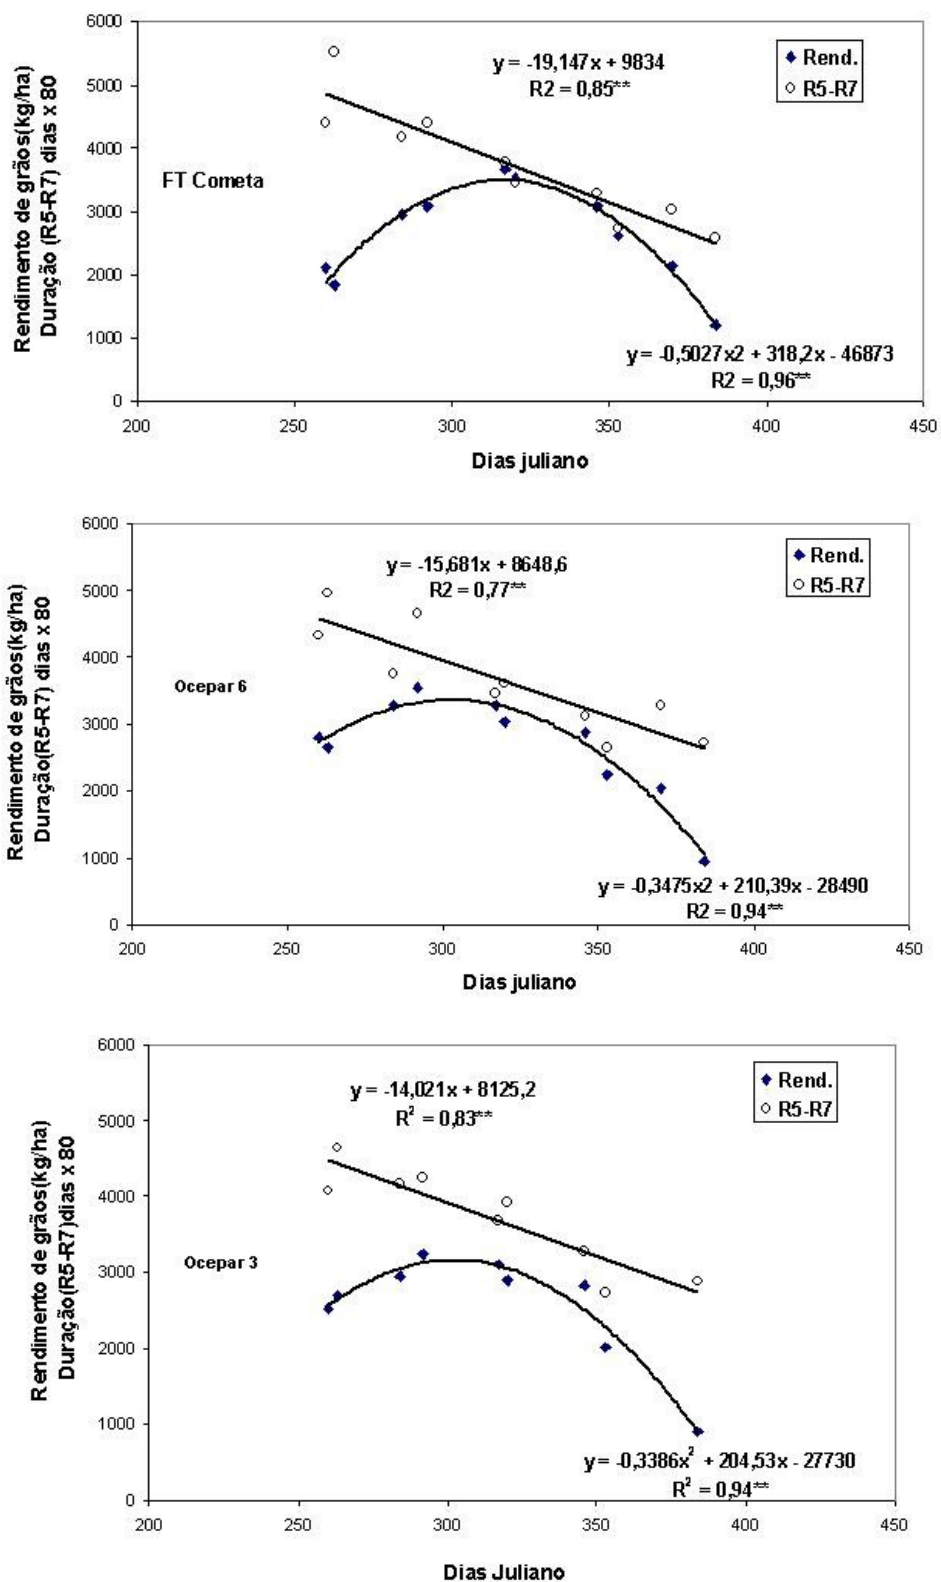 6000
5000
4000
3000
2000
1000
0
Rendimento de grãos(kg/ha)
Duração (R5-R7) dias x 80
y = -19,147x + 9834
R2 = 0,85**
Rend.
R5-R7
FT Cometa
y = -0,5027x2 + 318,2x - 46873
R2 = 0,96**
200 250 300 350 400 450
Dias juliano
6000
5000
4000
3000
2000
1000
0
Rendimento de grãos(kg/ha)
Duração(R5-R7) dias x 80
y = -15,681x + 8648,6
R2 = 0,77**
Rend.
R5-R7
Ocepar 6
y = -0,3475x2 + 210,39x - 28490
R2 = 0,94**
200 250 300 350 400 450
Dias juliano
6000
5000
4000
3000
2000
1000
0
Rendimento de grãos(kg/ha)
Duração(R5-R7)dias x 80
y = -14,021x + 8125,2
R² = 0,83**
Rend.
R5-R7
Ocepar 3
y = -0,3386x² + 204,53x - 27730
R² = 0,94**
200 250 300 350 400 450
Dias Juliano